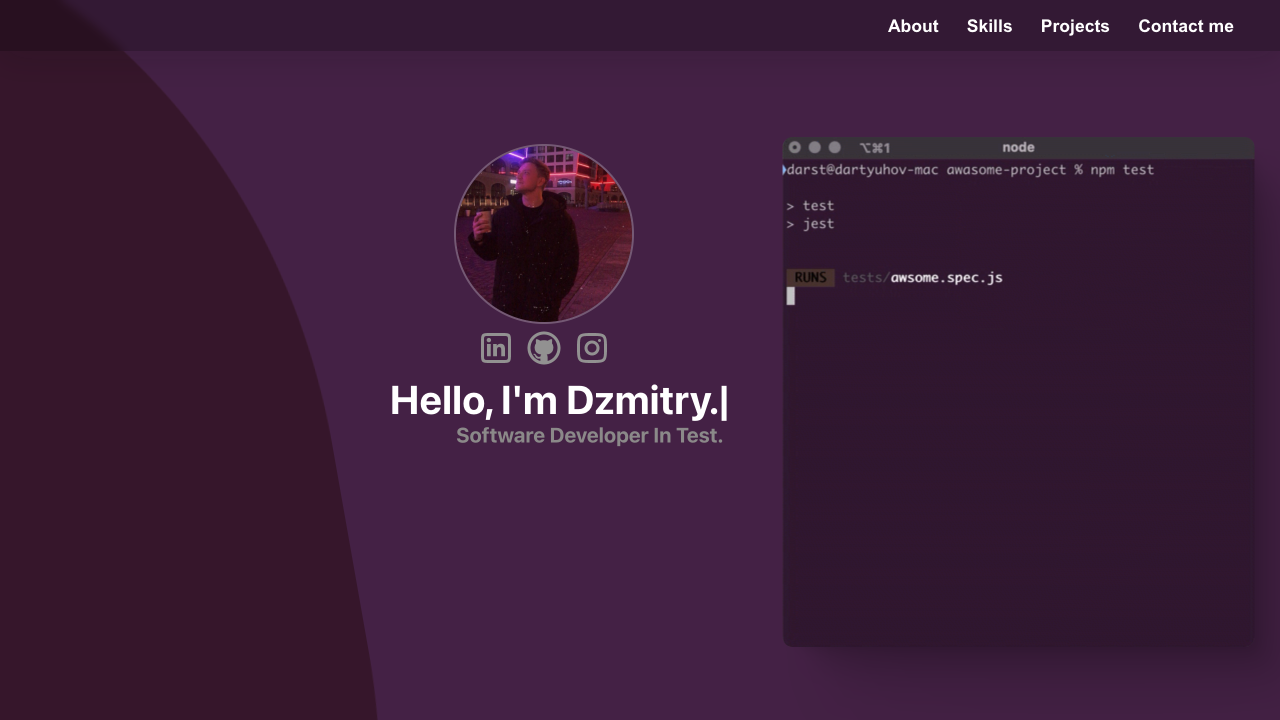 About Skills Projects Contact me
Hello, I'm Dzmitry.|
Software Developer In Test.
⌥⌘1 node
darst@dartyuhov-mac awasome-project % npm test
> test
> jest
RUNS tests/awsome.spec.js